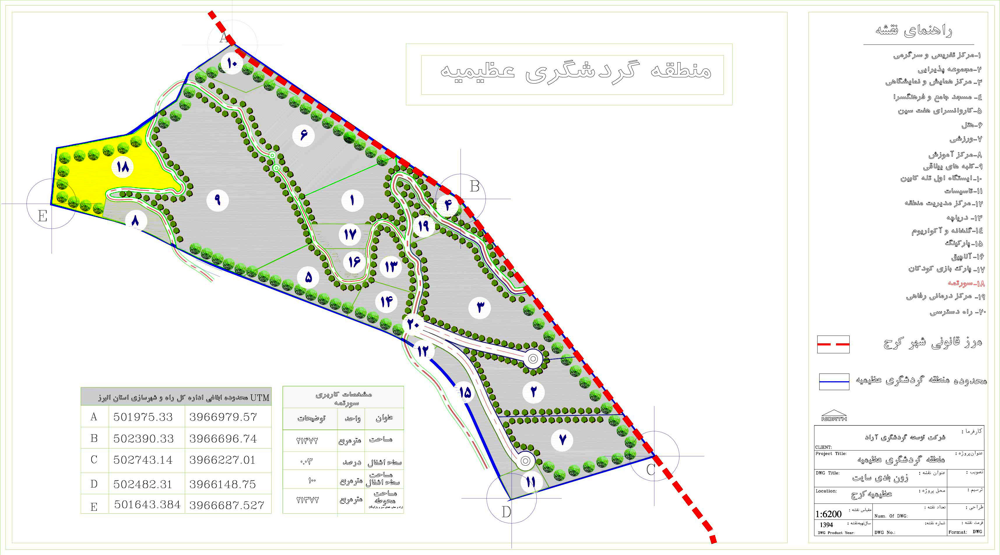 منطقه گردشگری عظیمیه
A
B
C
D
E
۱۰
۶
۱۸
۹
۸
۱
۴
۱۹
۱۷
۱۶
۱۳
۵
۱۴
۳
۲۰
۱۲
۱۵
۲
۷
۱۱
راهنمای نقشه
۱-مرکز تفریحی و سرگرمی
۲-مجموعه پذیرایی
۳- مرکز همایش و نمایشگاهی
٤- مسجد جامع و فرهنگسرا
۵-کاروانسرای هفت سین
۶-هتل
۷-ورزشی
۸-مرکز آموزش
۹-کلبه های ییلاقی
۱۰-ایستگاه اول تله کابین
۱۱-تاسیسات
۱۲-مرکز مدیریت منطقه
۱۳- دریاچه
۱٤-گلخانه و آکواریوم
۱۵-پارکینگ
۱۶-آلاچیق
۱۷- پارک بازی کودکان
۱۸-سورتمه
۱۹- مرکز درمانی رفاهی
۲۰- راه دسترسی
مرز قانونی شهر کرج
محدوده منطقه گردشگری عظیمیه
NORTH
کارفرما :
شرکت توسعه گردشگری آراد
CLIENT:
Project Title: عنوان‌پروژه :
منطقه گردشگری عظیمیه
DWG Title: عنوان نقشه : تصویب :
زون بندی سایت
Location: محل پروژه : ترسیم :
عظیمیه کرج
مقیاس نقشه : تعداد نقشه : طراحی :
1:6200 Num. Of DWG:
سال‌تهیه‌نقشه : شماره نقشه: فرمت نقشه :
1394
DWG Product Year: DWG No.: Format: DWG
UTM محدوده ابلاغی اداره کل راه و شهرسازی استان البرز
A 501975.33 3966979.57
B 502390.33 3966696.74
C 502743.14 3966227.01
D 502482.31 3966148.75
E 501643.384 3966687.527
مشخصات کاربری
سورتمه
عنوان واحد توضیحات
مساحت مترمربع ۲۱۴۷۲
سطح اشغال درصد ۰.۰۳
مساحت
سطح اشغال مترمربع ۱۰۰
مساحت
محوطه مترمربع ۲۱۳۷۲
(راه و معابر، فضای سبز و پارکینگ)